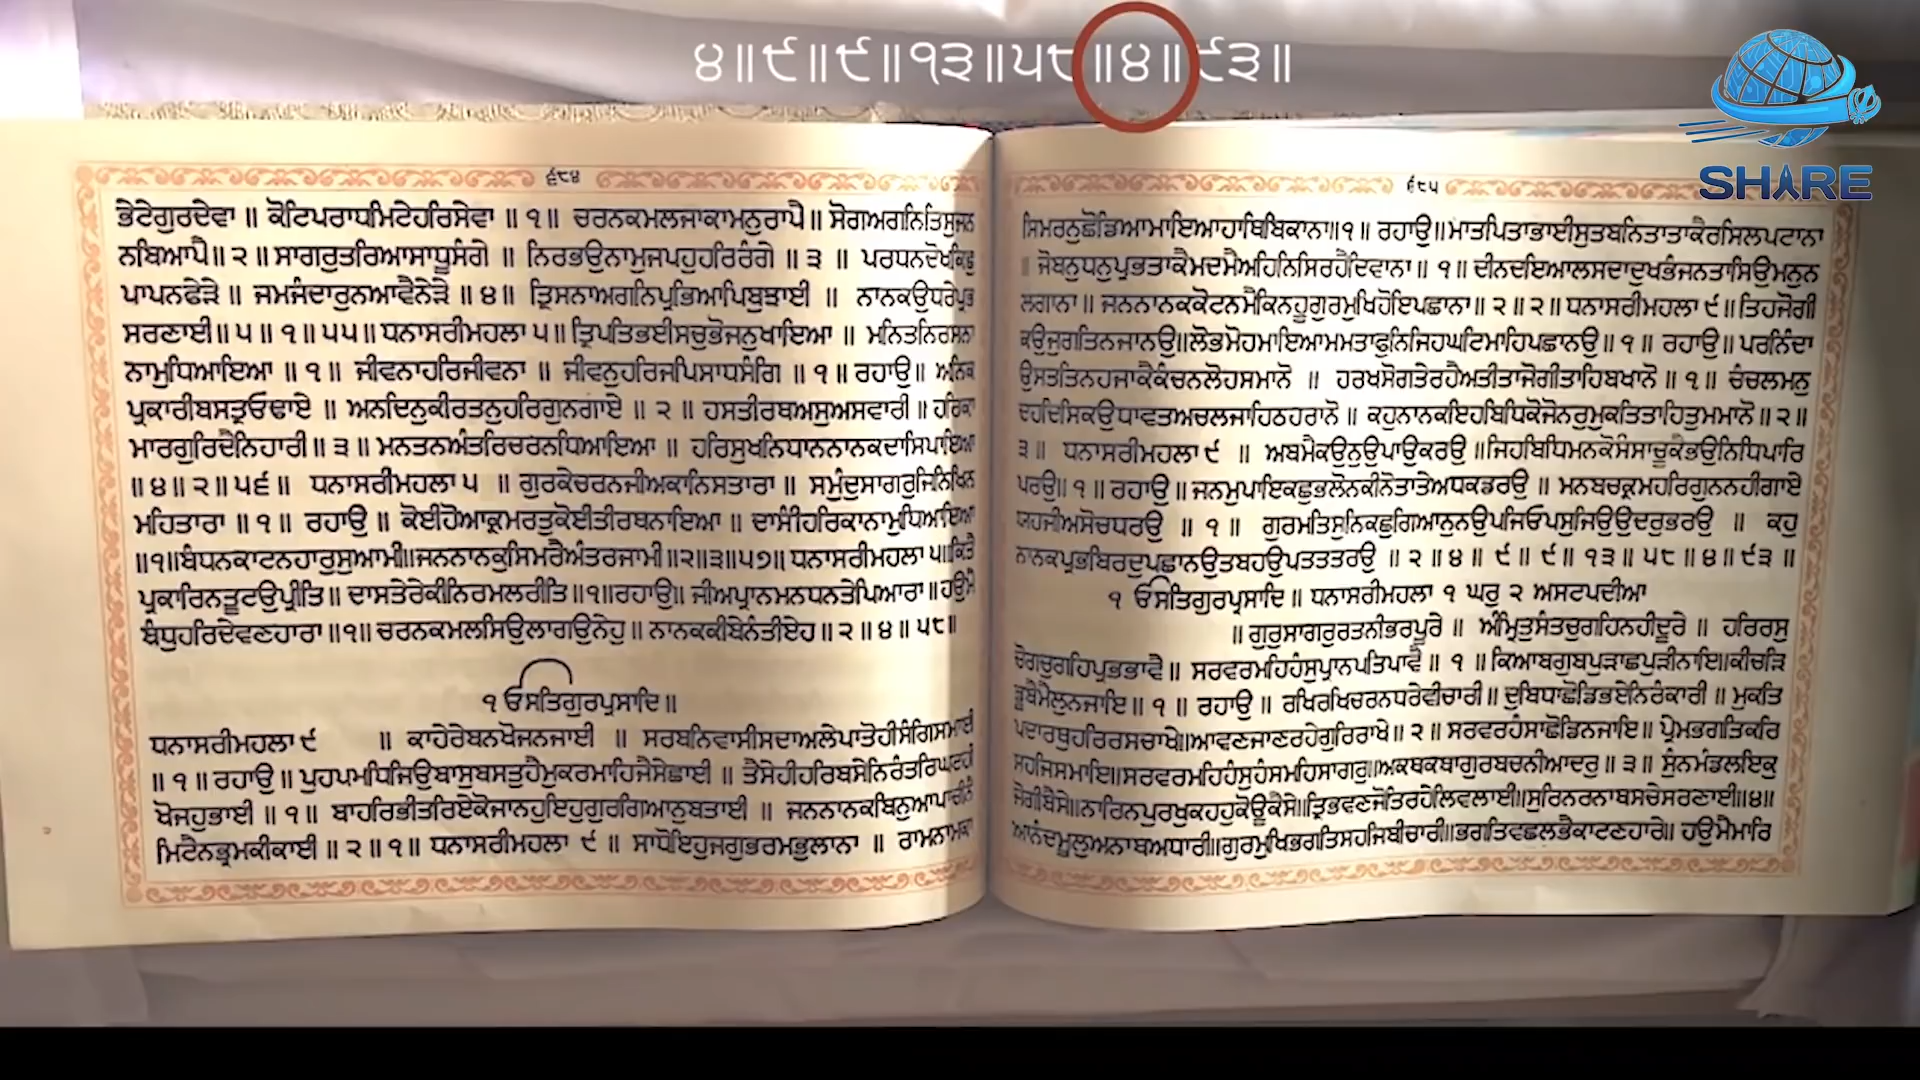 ੪॥੯॥੯॥੧੩॥੫੮॥੪॥੯੩॥
SHARE
੬੮੪
ਭੇਟੇਗੁਰਦੇਵਾ ॥ ਕੋਟਿਪਰਾਧਮਿਟੇਹਰਿਸੇਵਾ ॥ ੧॥ ਚਰਨਕਮਲਜਾਕਾਮਨੁਰਾਪੈ॥ ਸੋਗਅਗਨਿਤਿਸੁਜਨ
ਨਬਿਆਪੈ॥ ੨॥ ਸਾਗਰੁਤਰਿਆਸਾਧੂਸੰਗੇ ॥ ਨਿਰਭਉਨਾਮੁਜਪਹੁਹਰਿਰੰਗੇ ॥ ੩ ॥ ਪਰਧਨਦੋਖਕਿਛੁ
ਪਾਪਨਫੇੜੇ ॥ ਜਮਜੰਦਾਰੁਨਆਵੈਨੇੜੇ ॥ ੪॥ ਤ੍ਰਿਸਨਾਅਗਨਿਪ੍ਰਭਿਆਪਿਬੁਝਾਈ ॥ ਨਾਨਕਉਧਰੇਪ੍ਰਭ
ਸਰਣਾਈ॥ ੫॥ ੧॥ ੫੫॥ ਧਨਾਸਰੀਮਹਲਾ ੫॥ ਤ੍ਰਿਪਤਿਭਈਸਚੁਭੋਜਨੁਖਾਇਆ ॥ ਮਨਿਤਨਿਰਸਨਾ
ਨਾਮੁਧਿਆਇਆ ॥ ੧॥ ਜੀਵਨਾਹਰਿਜੀਵਨਾ ॥ ਜੀਵਨੁਹਰਿਜਪਿਸਾਧਸੰਗਿ ॥ ੧॥ ਰਹਾਉ॥ ਅਨਿਕ
ਪ੍ਰਕਾਰੀਬਸਤ੍ਰਓਢਾਏ ॥ ਅਨਦਿਨੁਕੀਰਤਨੁਹਰਿਗੁਨਗਾਏ ॥ ੨॥ ਹਸਤੀਰਥਅਸੁਅਸਵਾਰੀ॥ ਹਰਿਕਾ
ਮਾਰਗੁਰਿਦੈਨਿਹਾਰੀ॥ ੩॥ ਮਨਤਨਅੰਤਰਿਚਰਨਧਿਆਇਆ ॥ ਹਰਿਸੁਖਨਿਧਾਨਨਾਨਕਦਾਸਿਪਾਇਆ
॥ ੪॥ ੨॥ ੫੬॥ ਧਨਾਸਰੀਮਹਲਾ ੫ ॥ ਗੁਰਕੇਚਰਨਜੀਅਕਾਨਿਸਤਾਰਾ ॥ ਸਮੁੰਦੁਸਾਗਰੁਜਿਨਿਖਿਨ
ਮਹਿਤਾਰਾ ॥ ੧॥ ਰਹਾਉ ॥ ਕੋਈਹੋਆਕ੍ਰਮਰਤੁਕੋਈਤੀਰਥਨਾਇਆ ॥ ਦਾਸੀਹਰਿਕਾਨਾਮੁਧਿਆਇਆ
॥੧॥ਬੰਧਨਕਾਟਨਹਾਰੁਸੁਆਮੀ॥ਜਨਨਾਨਕੁਸਿਮਰੈਅੰਤਰਜਾਮੀ॥੨॥੩॥੫੭॥ ਧਨਾਸਰੀਮਹਲਾ ੫॥ਕਿਤੈ
ਪ੍ਰਕਾਰਿਨਤੂਟਉਪ੍ਰੀਤਿ॥ ਦਾਸਤੇਰੇਕੀਨਿਰਮਲਰੀਤਿ॥੧॥ਰਹਾਉ॥ ਜੀਅਪ੍ਰਾਨਮਨਧਨਤੇਪਿਆਰਾ॥ਹਉਮੈ
ਬੰਧੁਹਰਿਦੇਵਣਹਾਰਾ॥੧॥ਚਰਨਕਮਲਸਿਉਲਾਗਉਨੇਹੁ॥ ਨਾਨਕਕੀਬੇਨੰਤੀਏਹ॥ ੨॥ ੪॥ ੫੮॥
ੴਸਤਿਗੁਰਪ੍ਰਸਾਦਿ॥
ਧਨਾਸਰੀਮਹਲਾ ੯ ॥ ਕਾਹੇਰੇਬਨਖੋਜਨਜਾਈ ॥ ਸਰਬਨਿਵਾਸੀਸਦਾਅਲੇਪਾਤੋਹੀਸੰਗਿਸਮਾਈ
॥ ੧॥ ਰਹਾਉ॥ ਪੁਹਪਮਧਿਜਿਉਬਾਸੁਬਸਤੁਹੈਮੁਕਰਮਾਹਿਜੈਸੇਛਾਈ ॥ ਤੈਸੇਹੀਹਰਿਬਸੇਨਿਰੰਤਰਿਘਟਹੀ
ਖੋਜਹੁਭਾਈ ॥ ੧॥ ਬਾਹਰਿਭੀਤਰਿਏਕੋਜਾਨਹੁਇਹੁਗੁਰਗਿਆਨੁਬਤਾਈ ॥ ਜਨਨਾਨਕਬਿਨੁਆਪਾਚੀਨੈ
ਮਿਟੈਨਭ੍ਰਮਕੀਕਾਈ॥ ੨॥ ੧॥ ਧਨਾਸਰੀਮਹਲਾ ੯॥ ਸਾਧੋਇਹੁਜਗੁਭਰਮਭੁਲਾਨਾ ॥ ਰਾਮਨਾਮਕਾ
੬੮੫
ਸਿਮਰਨੁਛੋਡਿਆਮਾਇਆਹਾਥਿਬਿਕਾਨਾ॥੧॥ ਰਹਾਉ॥ ਮਾਤਪਿਤਾਭਾਈਸੁਤਬਨਿਤਾਤਾਕੈਰਸਿਲਪਟਾਨਾ
॥ ਜੋਬਨੁਧਨੁਪ੍ਰਭਤਾਕੈਮਦਮੈਅਹਿਨਿਸਿਰਹੈਦਿਵਾਨਾ॥ ੧॥ ਦੀਨਦਇਆਲਸਦਾਦੁਖਭੰਜਨਤਾਸਿਉਮਨੁਨ
ਲਗਾਨਾ॥ ਜਨਨਾਨਕਕੋਟਨਮੈਕਿਨਹੂਗੁਰਮੁਖਿਹੋਇਪਛਾਨਾ॥ ੨॥੨॥ ਧਨਾਸਰੀਮਹਲਾ ੯॥ ਤਿਹਜੋਗੀ
ਕਉਜੁਗਤਿਨਜਾਨਉ॥ਲੋਭਮੋਹਮਾਇਆਮਮਤਾਫੁਨਿਜਿਹਘਟਿਮਾਹਿਪਛਾਨਉ॥ ੧॥ ਰਹਾਉ॥ ਪਰਨਿੰਦਾ
ਉਸਤਤਿਨਹਜਾਕੈਕੰਚਨਲੋਹਸਮਾਨੋ ॥ ਹਰਖਸੋਗਤੇਰਹੈਅਤੀਤਾਜੋਗੀਤਾਹਿਬਖਾਨੋ॥ ੧॥ ਚੰਚਲਮਨੁ
ਦਹਦਿਸਿਕਉਧਾਵਤਅਚਲਜਾਹਿਠਹਰਾਨੋ॥ ਕਹੁਨਾਨਕਇਹਬਿਧਿਕੋਜੋਨਰੁਮੁਕਤਿਤਾਹਿਤੁਮਮਾਨੋ॥ ੨॥
੩॥ ਧਨਾਸਰੀਮਹਲਾ ੯ ॥ ਅਬਮੈਕਉਨੁਉਪਾਉਕਰਉ ॥ਜਿਹਬਿਧਿਮਨਕੋਸੰਸਾਚੂਕੈਭਉਨਿਧਿਪਾਰਿ
ਪਰਉ॥ ੧॥ ਰਹਾਉ॥ ਜਨਮੁਪਾਇਕਛੁਭਲੋਨਕੀਨੋਤਾਤੇਅਧਕਡਰਉ ॥ ਮਨਬਚਕ੍ਰਮਹਰਿਗੁਨਨਹੀਗਾਏ
ਯਹਜੀਅਸੋਚਧਰਉ ॥ ੧॥ ਗੁਰਮਤਿਸੁਨਿਕਛੁਗਿਆਨੁਨਉਪਜਿਓਪਸੁਜਿਉਉਦਰੁਭਰਉ ॥ ਕਹੁ
ਨਾਨਕਪ੍ਰਭਬਿਰਦੁਪਛਾਨਉਤਬਹਉਪਤਤਤਰਉ ॥ ੨॥੪॥ ੯॥ ੯॥ ੧੩॥ ੫੮॥੪॥੯੩॥
ੴਸਤਿਗੁਰਪ੍ਰਸਾਦਿ॥ ਧਨਾਸਰੀਮਹਲਾ ੧ ਘਰੁ ੨ ਅਸਟਪਦੀਆ
॥ ਗੁਰੁਸਾਗਰੁਰਤਨੀਭਰਪੂਰੇ ॥ ਅੰਮ੍ਰਿਤੁਸੰਤਚੁਗਹਿਨਹੀਦੂਰੇ ॥ ਹਰਿਰਸੁ
ਚੋਗਚੁਗਹਿਪ੍ਰਭਭਾਵੈ॥ ਸਰਵਰਮਹਿਹੰਸੁਪ੍ਰਾਨਪਤਿਪਾਵੈ॥ ੧॥ਕਿਆਬਗੁਬਪੁੜਾਛਪੁੜੀਨਾਇ॥ਕੀਚੜਿ
ਡੂਬੈਮੈਲੁਨਜਾਇ॥ ੧॥ ਰਹਾਉ ॥ ਰਖਿਰਖਿਚਰਨਧਰੇਵੀਚਾਰੀ॥ ਦੁਬਿਧਾਛੋਡਿਭਏਨਿਰੰਕਾਰੀ॥ ਮੁਕਤਿ
ਪਦਾਰਥੁਹਰਿਰਸਚਾਖੇ॥ਆਵਣਜਾਣਰਹੇਗੁਰਿਰਾਖੇ॥ ੨॥ ਸਰਵਰਹੰਸਾਛੋਡਿਨਜਾਇ॥ ਪ੍ਰੇਮਭਗਤਿਕਰਿ
ਸਹਜਿਸਮਾਇ॥ਸਰਵਰਮਹਿਹੰਸੁਹੰਸਮਹਿਸਾਗਰੁ॥ਅਕਥਕਥਾਗੁਰਬਚਨੀਆਦਰੁ॥ ੩॥ ਸੁੰਨਮੰਡਲਇਕੁ
ਜੋਗੀਬੈਸੇ॥ਨਾਰਿਨਪੁਰਖੁਕਹਹੁਕੋਊਕੈਸੇ॥ਤ੍ਰਿਭਵਣਜੋਤਿਰਹੇਲਿਵਲਾਈ॥ਸੁਰਿਨਰਨਾਥਸਚੇਸਰਣਾਈ॥੪॥
ਆਨੰਦਮੂਲੁਅਨਾਥਅਧਾਰੀ॥ਗੁਰਮੁਖਿਭਗਤਿਸਹਜਿਬੀਚਾਰੀ॥ਭਗਤਿਵਛਲਭੈਕਾਟਣਹਾਰੇ॥ ਹਉਮੈਮਾਰਿ